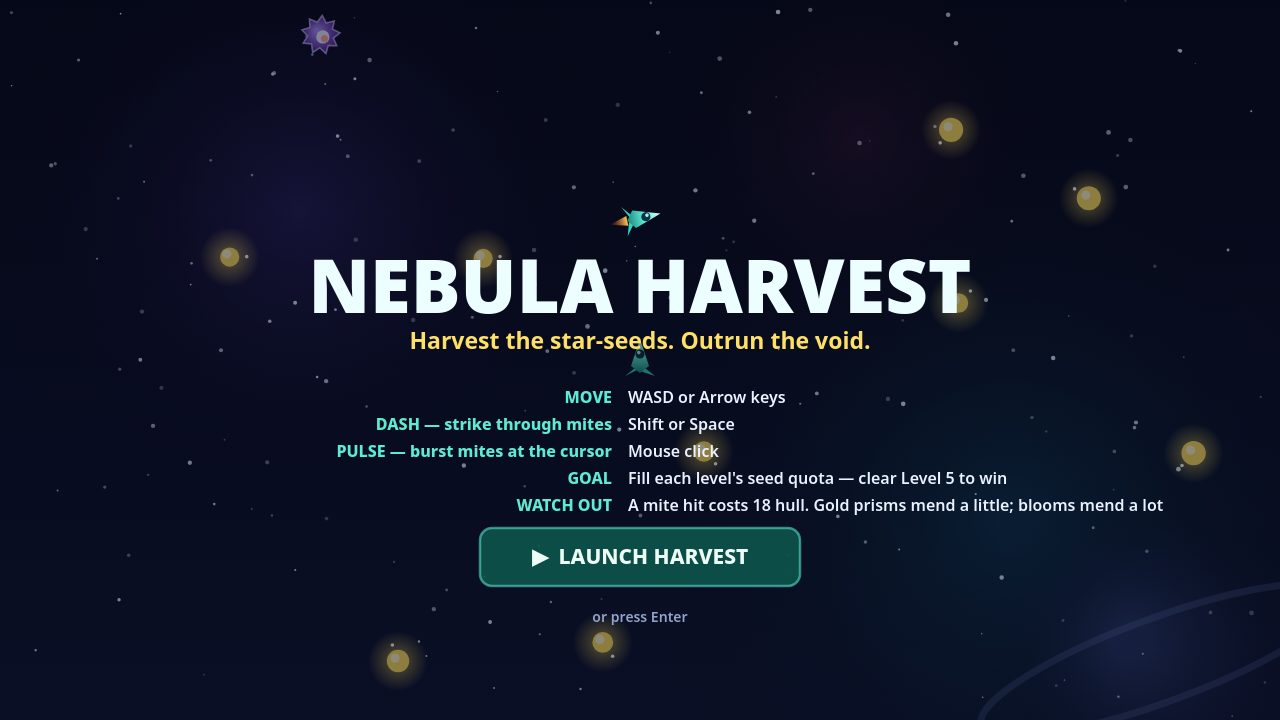 NEBULA HARVEST
Harvest the star-seeds. Outrun the void.
MOVE WASD or Arrow keys
DASH — strike through mites Shift or Space
PULSE — burst mites at the cursor Mouse click
GOAL Fill each level's seed quota — clear Level 5 to win
WATCH OUT A mite hit costs 18 hull. Gold prisms mend a little; blooms mend a lot
▶ LAUNCH HARVEST
or press Enter